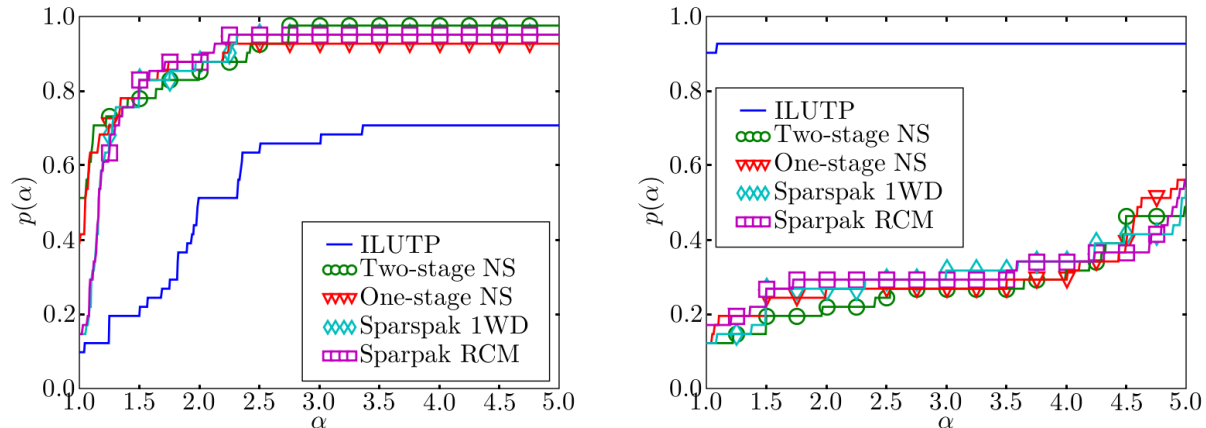 1.0
0.8
0.6
0.4
0.2
0.0
p(α)
1.0 1.5 2.0 2.5 3.0 3.5 4.0 4.5 5.0
α
ILUTP
Two-stage NS
One-stage NS
Sparspak 1WD
Sparpak RCM
1.0
0.8
0.6
0.4
0.2
0.0
p(α)
1.0 1.5 2.0 2.5 3.0 3.5 4.0 4.5 5.0
α
ILUTP
Two-stage NS
One-stage NS
Sparspak 1WD
Sparpak RCM